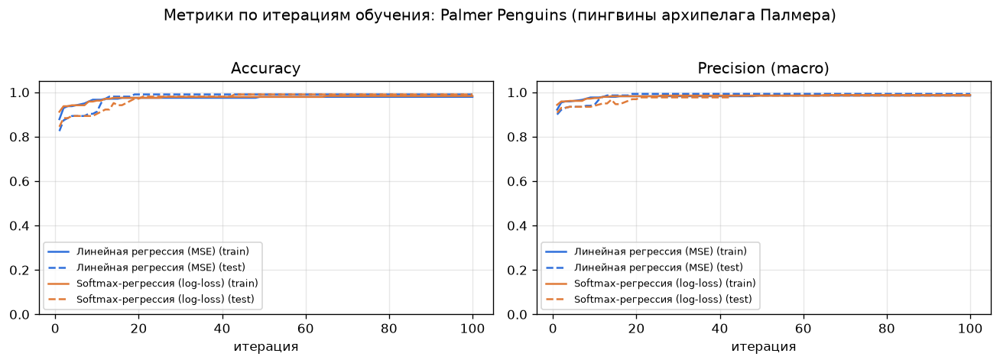 Метрики по итерациям обучения: Palmer Penguins (пингвины архипелага Палмера)
Accuracy
1.0
0.8
0.6
0.4
0.2
0.0
Линейная регрессия (MSE) (train)
Линейная регрессия (MSE) (test)
Softmax-регрессия (log-loss) (train)
Softmax-регрессия (log-loss) (test)
0 20 40 60 80 100
итерация
Precision (macro)
1.0
0.8
0.6
0.4
0.2
0.0
Линейная регрессия (MSE) (train)
Линейная регрессия (MSE) (test)
Softmax-регрессия (log-loss) (train)
Softmax-регрессия (log-loss) (test)
0 20 40 60 80 100
итерация